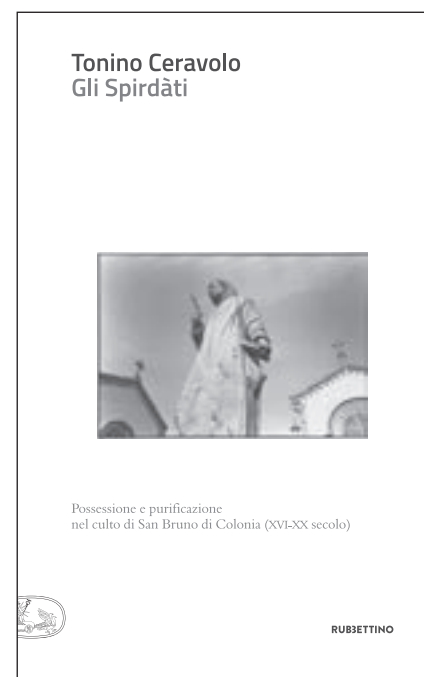 Tonino Ceravolo
Gli Spirdàti
Possessione e purificazione
nel culto di San Bruno di Colonia (XVI-XX secolo)
RUBBETTINO